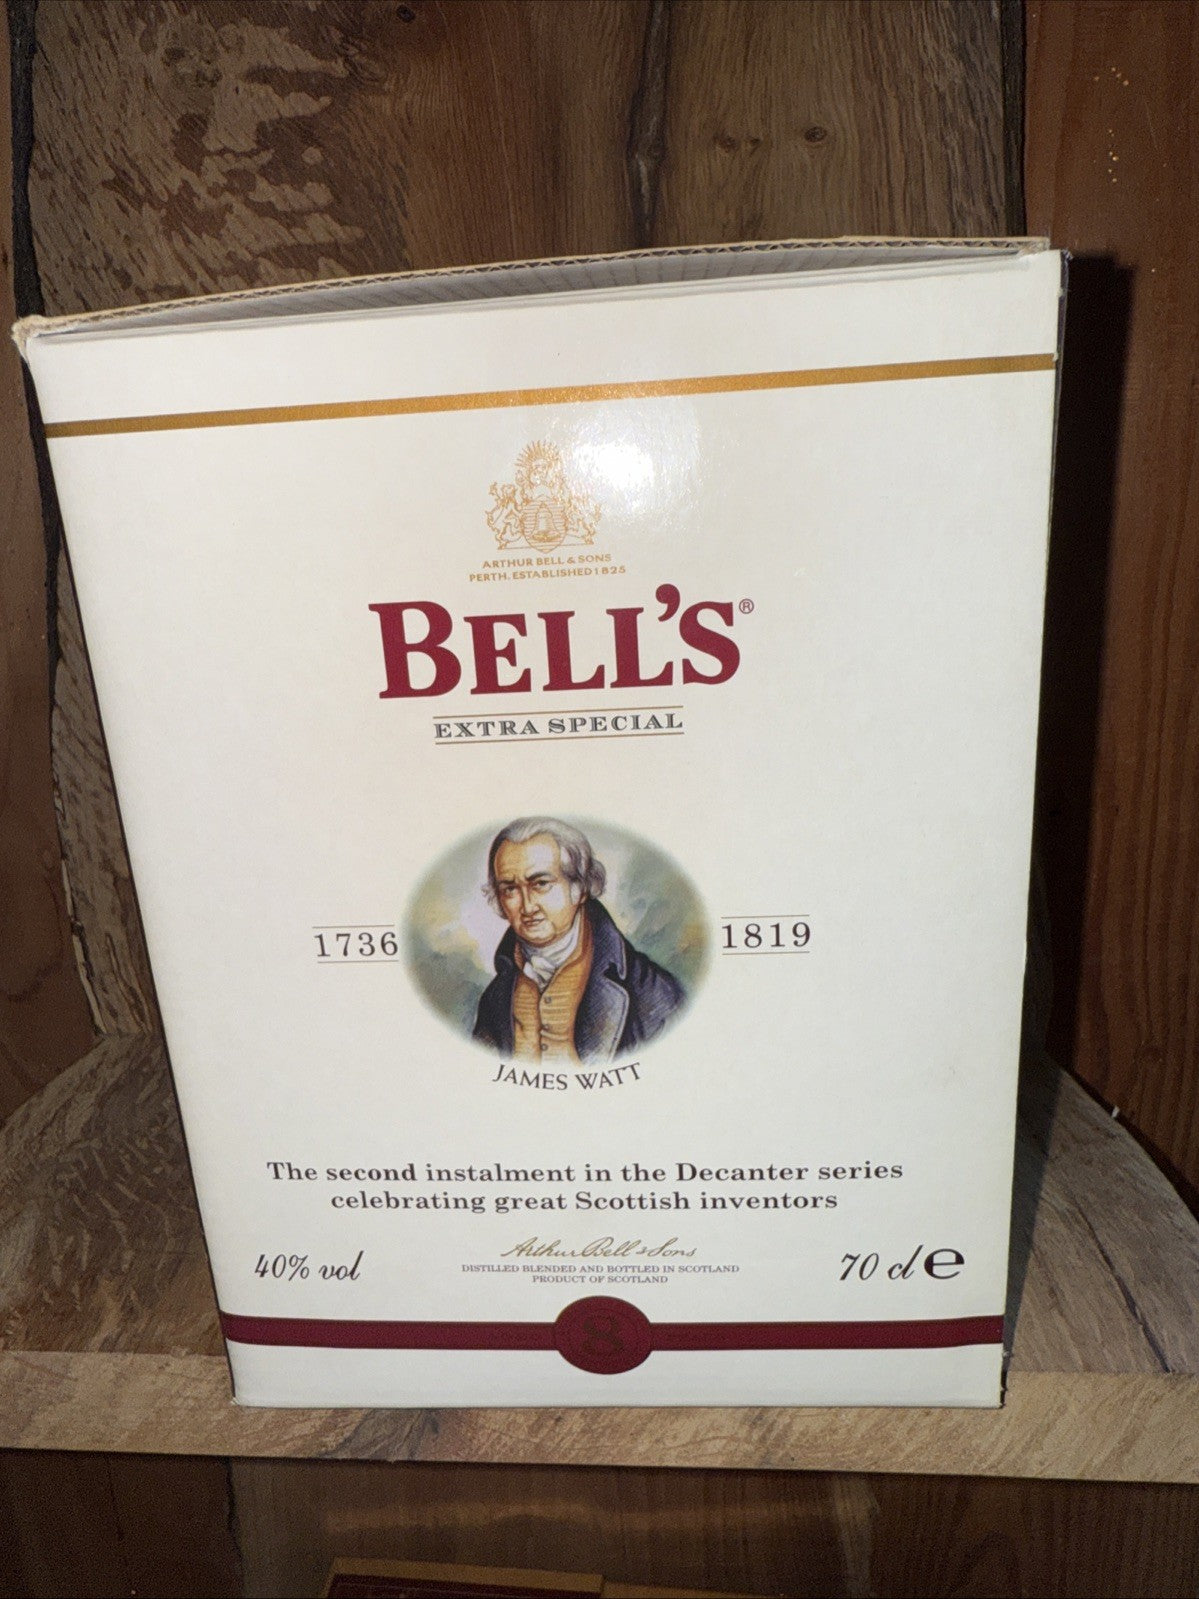 ARTHUR BELL & SONS
PERTH. ESTABLISHED 1825
BELL'S®
EXTRA SPECIAL
1736
1819
JAMES WATT
The second instalment in the Decanter series
celebrating great Scottish inventors
Arthur Bell & Sons
40% vol
DISTILLED BLENDED AND BOTTLED IN SCOTLAND
PRODUCT OF SCOTLAND
70 cl e
8